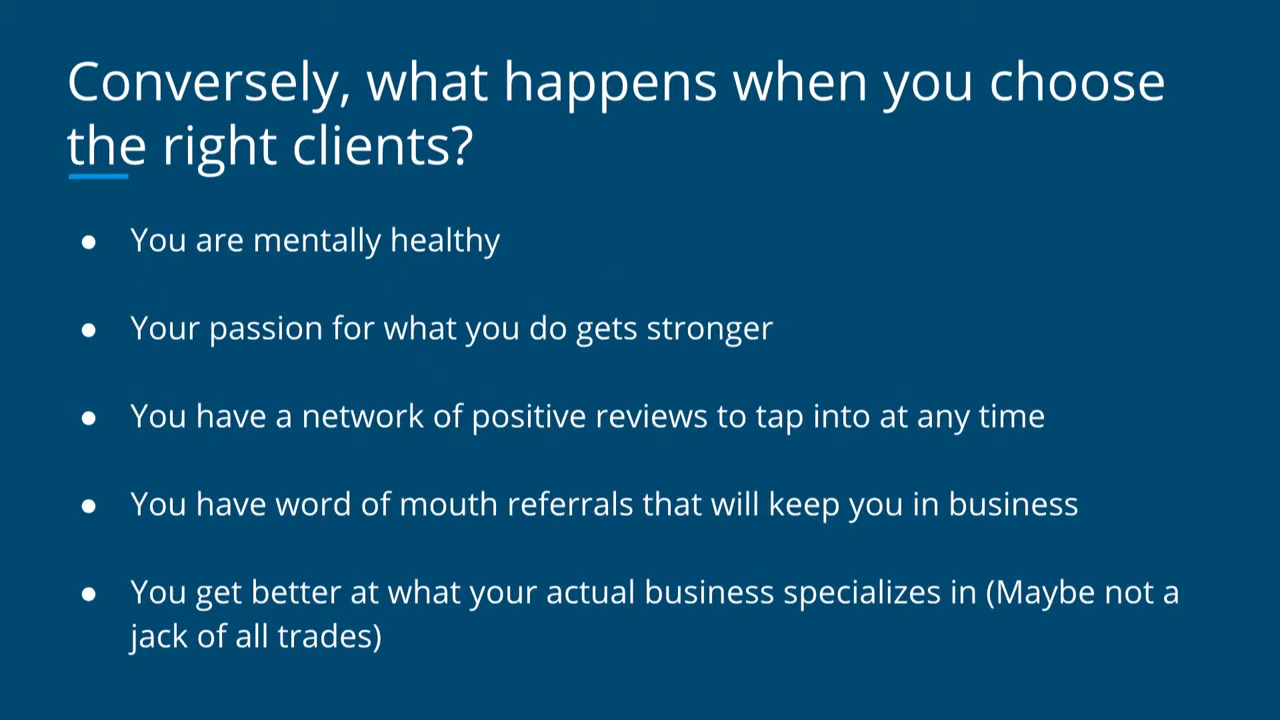 Conversely, what happens when you choose
the right clients?
● You are mentally healthy
● Your passion for what you do gets stronger
● You have a network of positive reviews to tap into at any time
● You have word of mouth referrals that will keep you in business
● You get better at what your actual business specializes in (Maybe not a
jack of all trades)